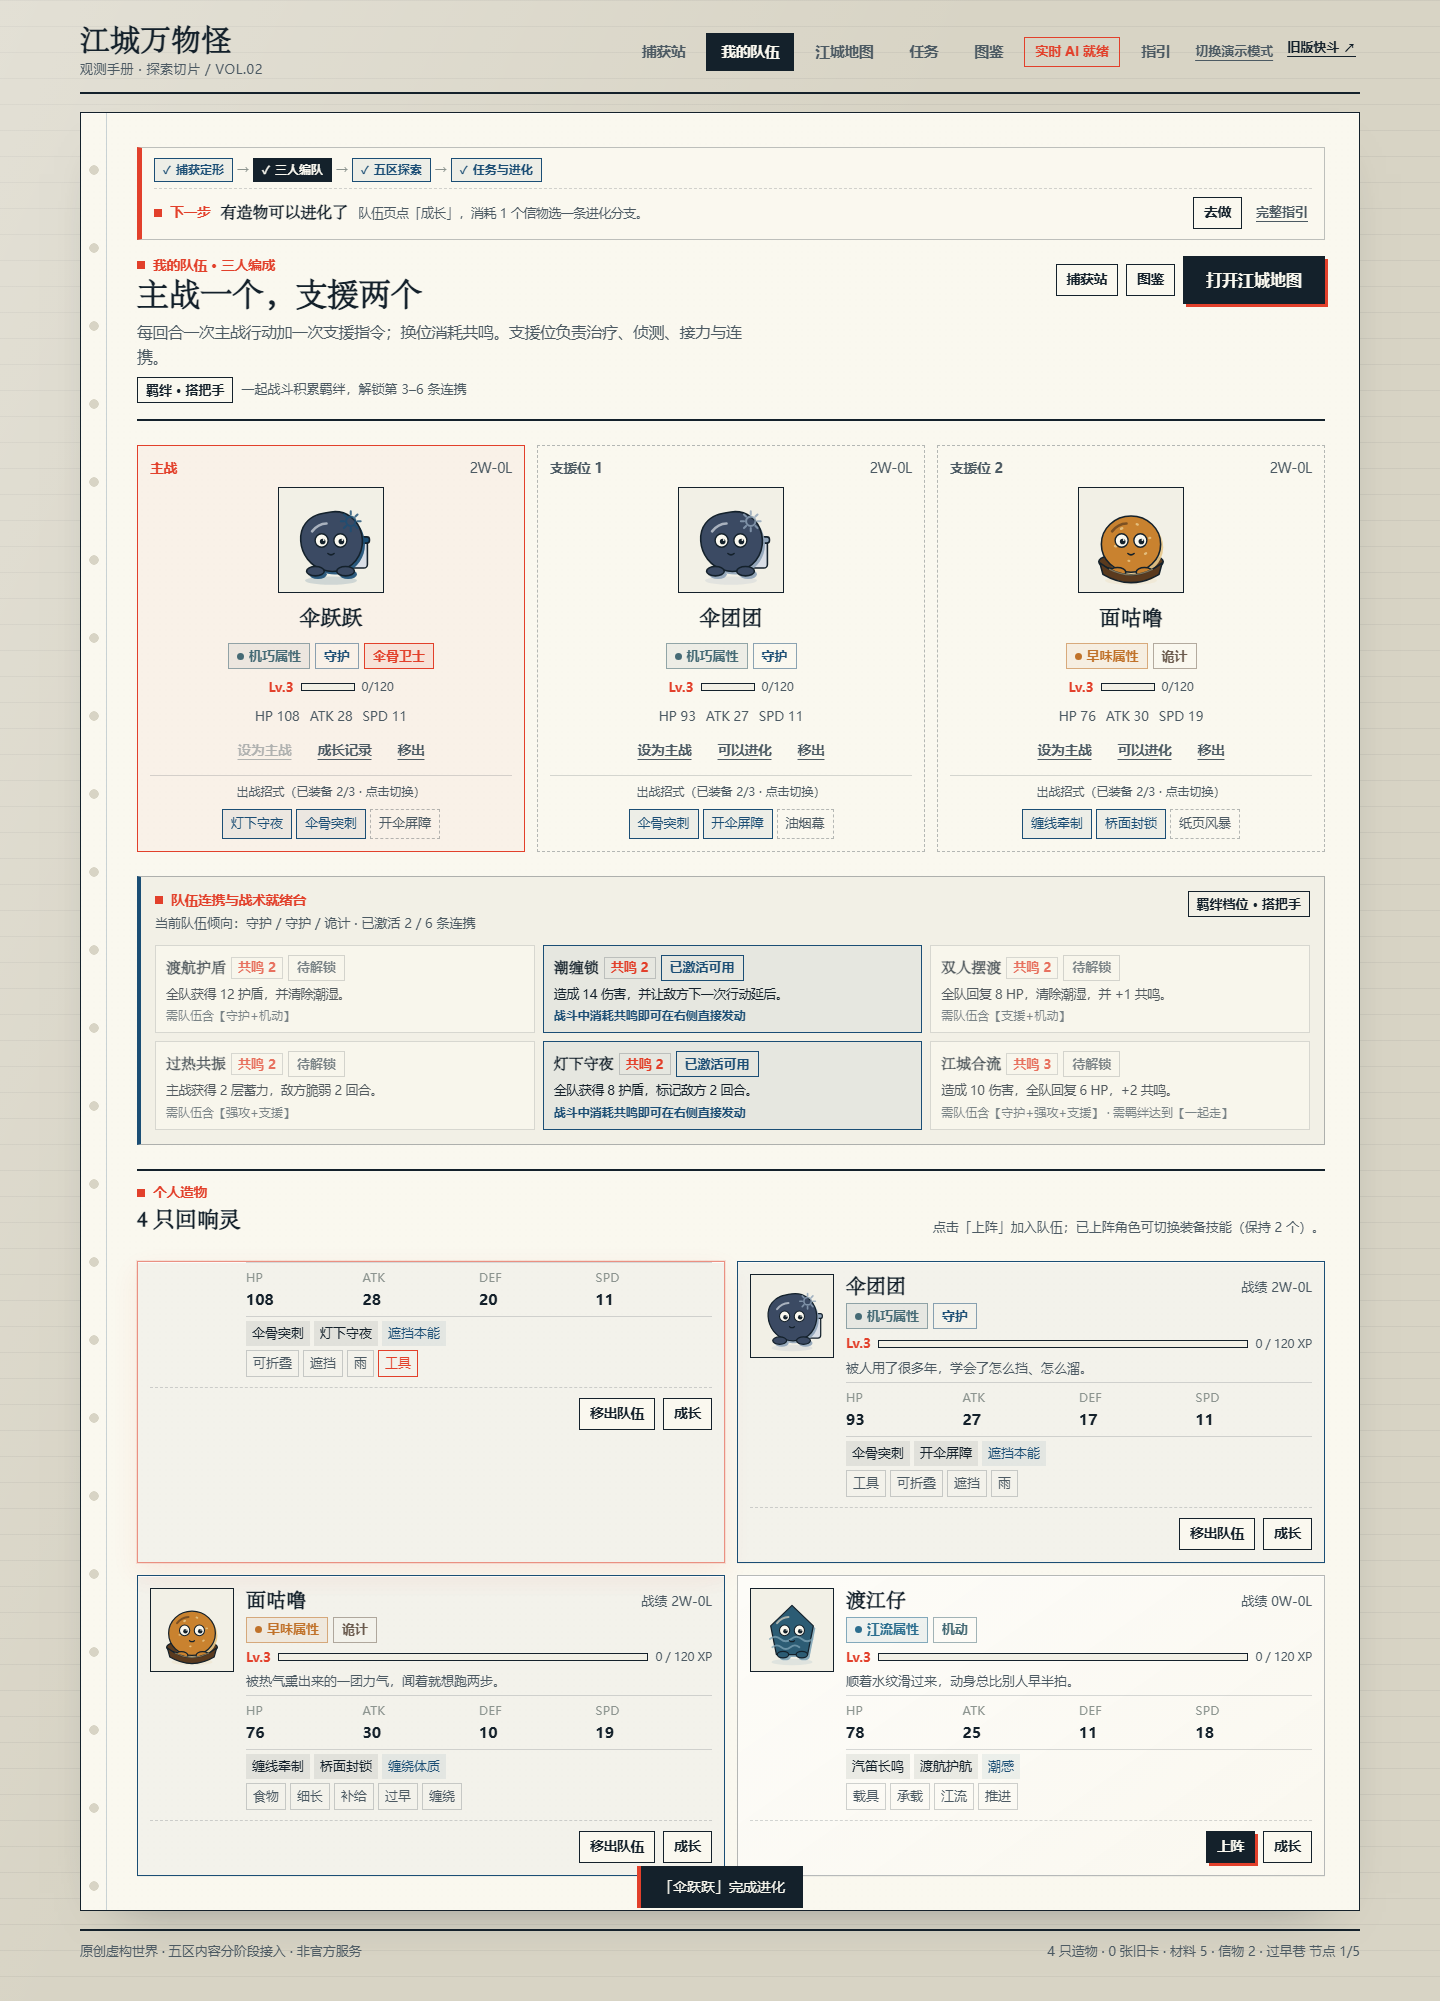 江城万物怪
观测手册 · 探索切片 / VOL.02
捕获站
我的队伍
江城地图
任务
图鉴
实时 AI 就绪
指引
切换演示模式
旧版快斗 ↗
✓ 捕获定形 → ✓ 三人编队 → ✓ 五区探索 → ✓ 任务与进化
下一步 有造物可以进化了 队伍页点「成长」，消耗 1 个信物选一条进化分支。
去做
完整指引
我的队伍 • 三人编成
主战一个，支援两个
捕获站
图鉴
打开江城地图
每回合一次主战行动加一次支援指令；换位消耗共鸣。支援位负责治疗、侦测、接力与连
携。
羁绊 • 搭把手 一起战斗积累羁绊，解锁第 3–6 条连携
主战 2W-0L
伞跃跃
机巧属性 守护 伞骨卫士
Lv.3 0/120
HP 108 ATK 28 SPD 11
设为主战 成长记录 移出
出战招式（已装备 2/3 · 点击切换）
灯下守夜 伞骨突刺 开伞屏障
支援位 1 2W-0L
伞团团
机巧属性 守护
Lv.3 0/120
HP 93 ATK 27 SPD 11
设为主战 可以进化 移出
出战招式（已装备 2/3 · 点击切换）
伞骨突刺 开伞屏障 油烟幕
支援位 2 2W-0L
面咕噜
早味属性 诡计
Lv.3 0/120
HP 76 ATK 30 SPD 19
设为主战 可以进化 移出
出战招式（已装备 2/3 · 点击切换）
缠线牵制 桥面封锁 纸页风暴
队伍连携与战术就绪台
当前队伍倾向：守护 / 守护 / 诡计 · 已激活 2 / 6 条连携
羁绊档位 • 搭把手
渡航护盾 共鸣 2 待解锁
全队获得 12 护盾，并清除潮湿。
需队伍含【守护+机动】
潮缠锁 共鸣 2 已激活可用
造成 14 伤害，并让敌方下一次行动延后。
战斗中消耗共鸣即可在右侧直接发动
双人摆渡 共鸣 2 待解锁
全队回复 8 HP，清除潮湿，并 +1 共鸣。
需队伍含【支援+机动】
过热共振 共鸣 2 待解锁
主战获得 2 层蓄力，敌方脆弱 2 回合。
需队伍含【强攻+支援】
灯下守夜 共鸣 2 已激活可用
全队获得 8 护盾，标记敌方 2 回合。
战斗中消耗共鸣即可在右侧直接发动
江城合流 共鸣 3 待解锁
造成 10 伤害，全队回复 6 HP，+2 共鸣。
需队伍含【守护+强攻+支援】 · 需羁绊达到【一起走】
个人造物
4 只回响灵
点击「上阵」加入队伍；已上阵角色可切换装备技能（保持 2 个）。
HP ATK DEF SPD
108 28 20 11
伞骨突刺 灯下守夜 遮挡本能
可折叠 遮挡 雨 工具
移出队伍 成长
伞团团 战绩 2W-0L
机巧属性 守护
Lv.3 0 / 120 XP
被人用了很多年，学会了怎么挡、怎么溜。
HP ATK DEF SPD
93 27 17 11
伞骨突刺 开伞屏障 遮挡本能
工具 可折叠 遮挡 雨
移出队伍 成长
面咕噜 战绩 2W-0L
早味属性 诡计
Lv.3 0 / 120 XP
被热气熏出来的一团力气，闻着就想跑两步。
HP ATK DEF SPD
76 30 10 19
缠线牵制 桥面封锁 缠绕体质
食物 细长 补给 过早 缠绕
移出队伍 成长
渡江仔 战绩 0W-0L
江流属性 机动
Lv.3 0 / 120 XP
顺着水纹滑过来，动身总比别人早半拍。
HP ATK DEF SPD
78 25 11 18
汽笛长鸣 渡航护航 潮感
载具 承载 江流 推进
上阵 成长
「伞跃跃」完成进化
原创虚构世界 · 五区内容分阶段接入 · 非官方服务
4 只造物 · 0 张旧卡 · 材料 5 · 信物 2 · 过早巷 节点 1/5